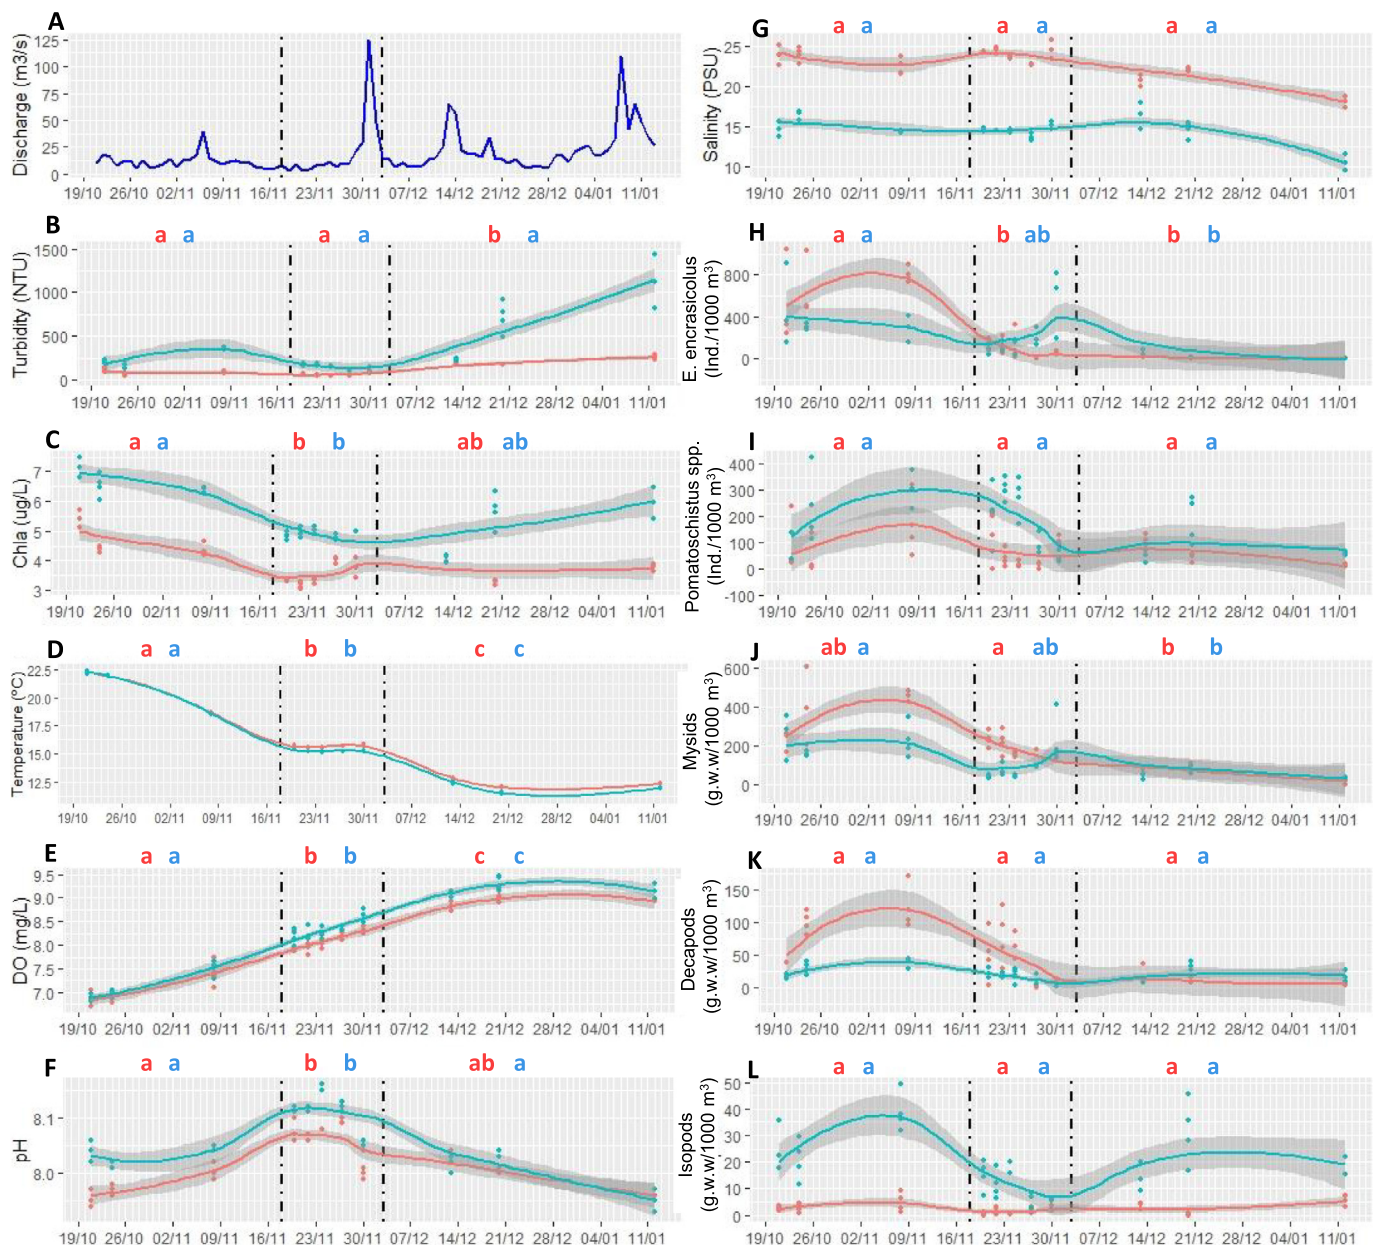 A
Discharge (m3/s)
125
100
75
50
25
0
19/10 26/10 02/11 09/11 16/11 23/11 30/11 07/12 14/12 21/12 28/12 04/01 11/01
B
a a a a b a
Turbidity (NTU)
1500
1000
500
0
19/10 26/10 02/11 09/11 16/11 23/11 30/11 07/12 14/12 21/12 28/12 04/01 11/01
C
a a b b ab ab
Chla (ug/L)
7
6
5
4
3
19/10 26/10 02/11 09/11 16/11 23/11 30/11 07/12 14/12 21/12 28/12 04/01 11/01
D
a a b b c c
Temperature (°C)
22.5
20.0
17.5
15.0
12.5
19/10 26/10 02/11 09/11 16/11 23/11 30/11 07/12 14/12 21/12 28/12 04/01 11/01
E
a a b b c c
DO (mg/L)
9.5
9.0
8.5
8.0
7.5
7.0
19/10 26/10 02/11 09/11 16/11 23/11 30/11 07/12 14/12 21/12 28/12 04/01 11/01
F
a a b b ab a
pH
8.1
8.0
19/10 26/10 02/11 09/11 16/11 23/11 30/11 07/12 14/12 21/12 28/12 04/01 11/01
G
a a a a a a
Salinity (PSU)
25
20
15
10
19/10 26/10 02/11 09/11 16/11 23/11 30/11 07/12 14/12 21/12 28/12 04/01 11/01
H
a a b ab b b
E. encrasicolus
(Ind./1000 m³)
800
400
0
19/10 26/10 02/11 09/11 16/11 23/11 30/11 07/12 14/12 21/12 28/12 04/01 11/01
I
a a a a a a
Pomatoschistus spp.
(Ind./1000 m³)
400
300
200
100
0
-100
19/10 26/10 02/11 09/11 16/11 23/11 30/11 07/12 14/12 21/12 28/12 04/01 11/01
J
ab a a ab b b
Mysids
(g.w.w/1000 m³)
600
400
200
0
19/10 26/10 02/11 09/11 16/11 23/11 30/11 07/12 14/12 21/12 28/12 04/01 11/01
K
a a a a a a
Decapods
(g.w.w/1000 m³)
150
100
50
0
19/10 26/10 02/11 09/11 16/11 23/11 30/11 07/12 14/12 21/12 28/12 04/01 11/01
L
a a a a a a
Isopods
(g.w.w/1000 m³)
50
40
30
20
10
0
19/10 26/10 02/11 09/11 16/11 23/11 30/11 07/12 14/12 21/12 28/12 04/01 11/01